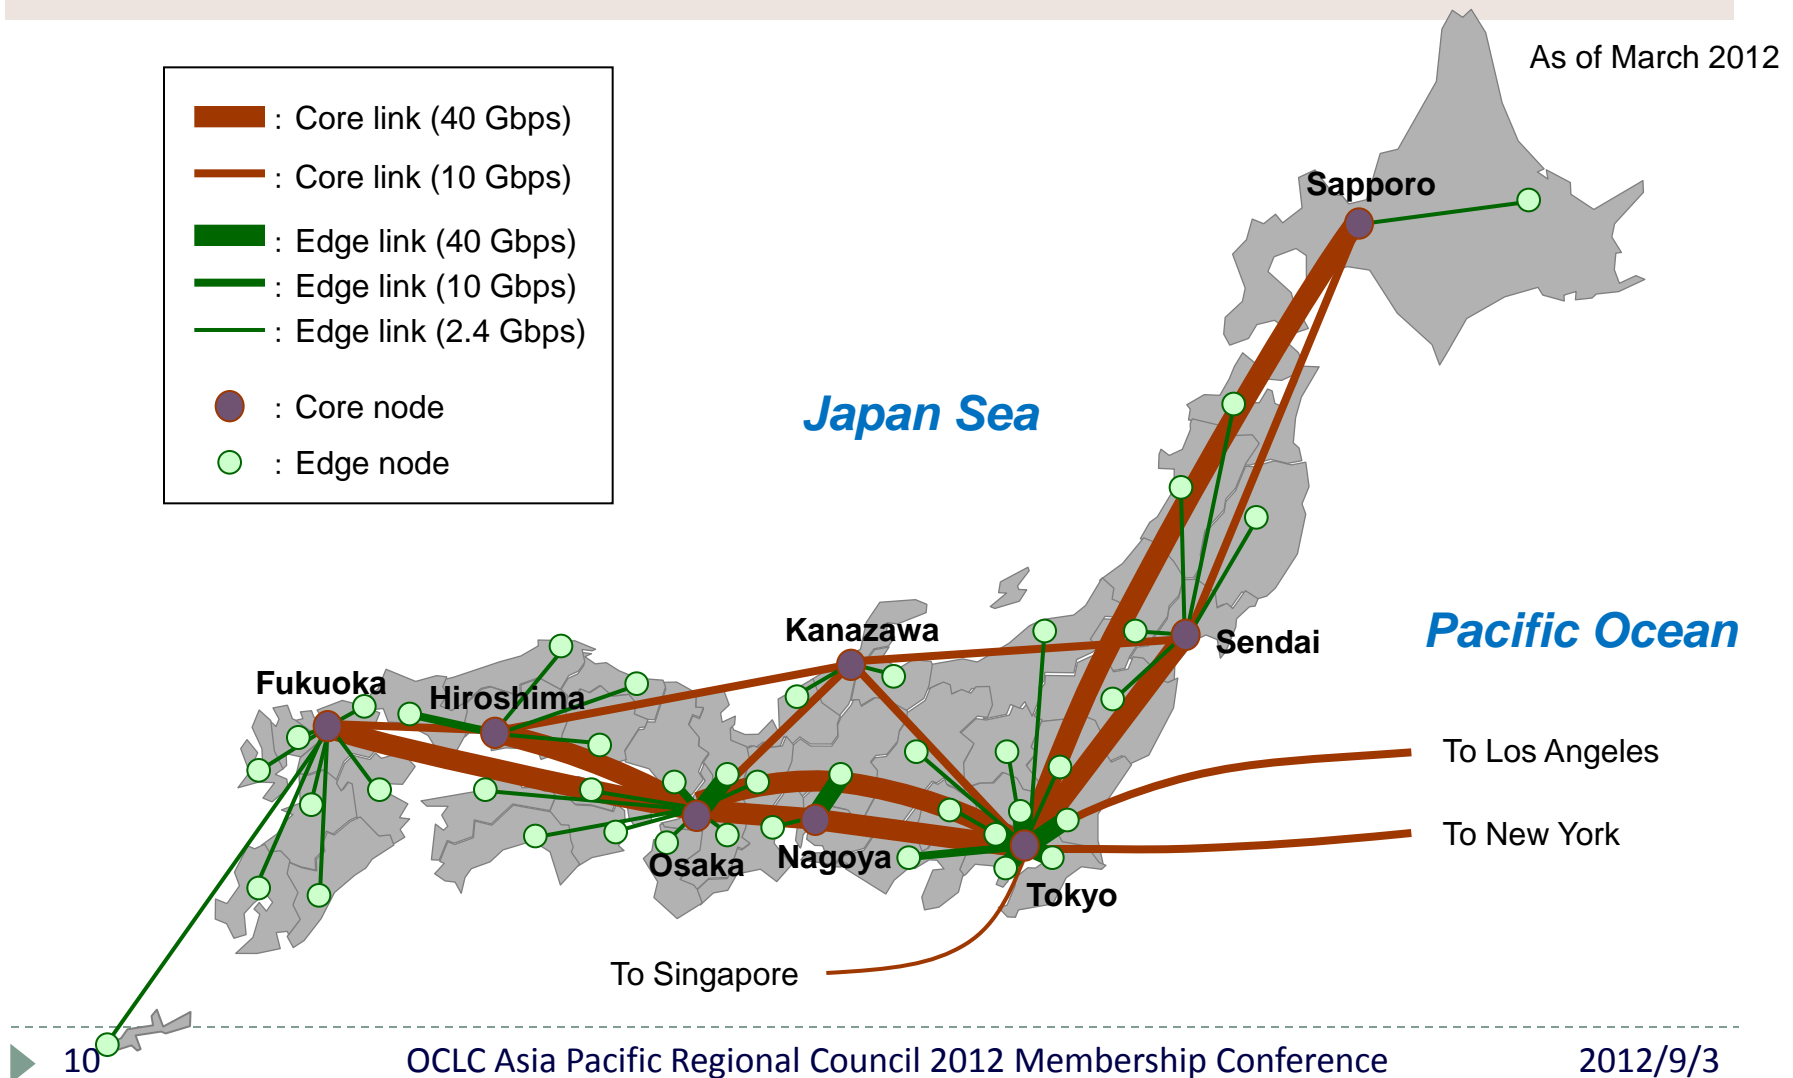 As of March 2012
: Core link (40 Gbps)
: Core link (10 Gbps)
: Edge link (40 Gbps)
: Edge link (10 Gbps)
: Edge link (2.4 Gbps)
: Core node
: Edge node
Sapporo
Japan Sea
Pacific Ocean
Kanazawa
Sendai
Fukuoka
Hiroshima
To Los Angeles
To New York
Osaka
Nagoya
Tokyo
To Singapore
10
OCLC Asia Pacific Regional Council 2012 Membership Conference
2012/9/3